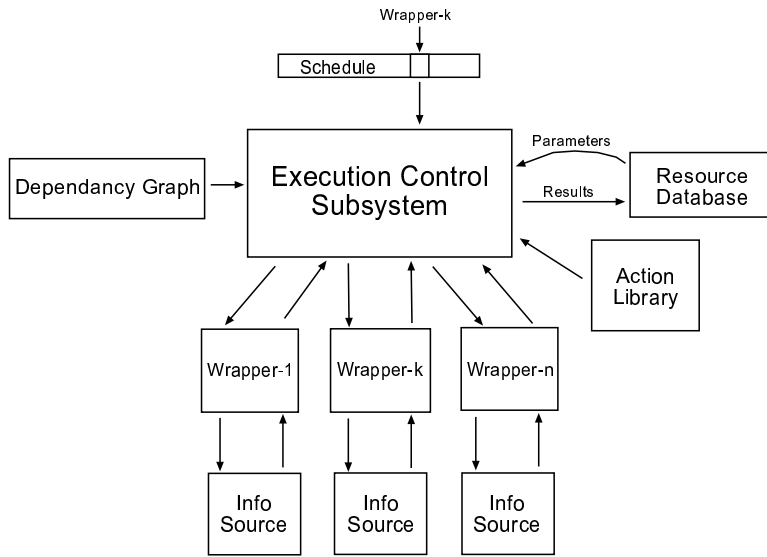 Wrapper-k
Schedule
Dependancy Graph
Execution Control
Subsystem
Parameters
Results
Resource
Database
Action
Library
Wrapper-1
Wrapper-k
Wrapper-n
Info
Source
Info
Source
Info
Source